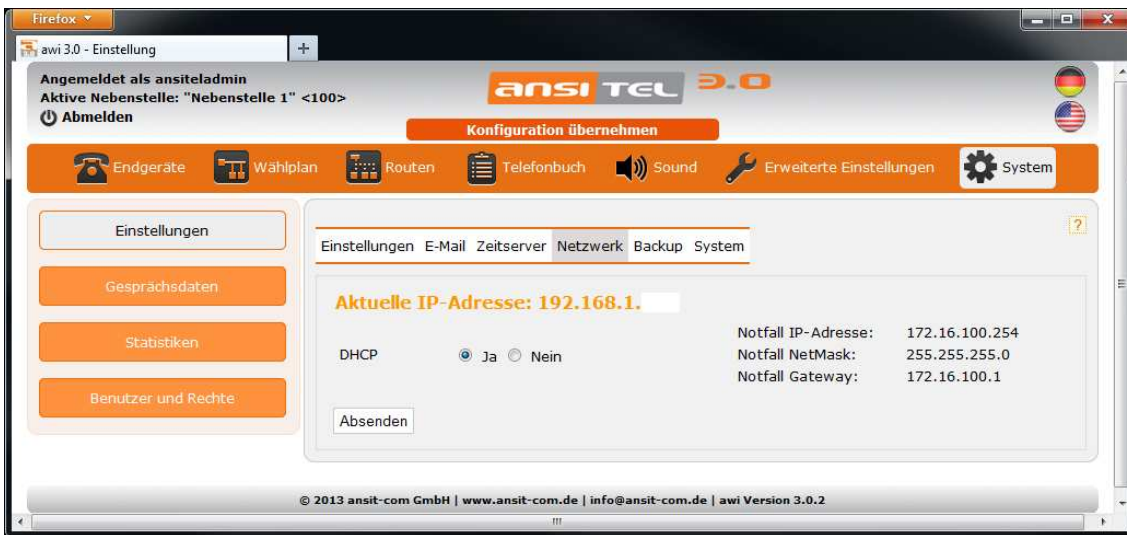 Firefox
awi 3.0 - Einstellung
Angemeldet als ansiteladmin
Aktive Nebenstelle: "Nebenstelle 1" <100>
Abmelden
ansi TEL 3.0
Konfiguration übernehmen
Endgeräte Wählplan Routen Telefonbuch Sound Erweiterte Einstellungen System
Einstellungen
Gesprächsdaten
Statistiken
Benutzer und Rechte
?
Einstellungen E-Mail Zeitserver Netzwerk Backup System
Aktuelle IP-Adresse: 192.168.1.
DHCP Ja Nein
Notfall IP-Adresse: 172.16.100.254
Notfall NetMask: 255.255.255.0
Notfall Gateway: 172.16.100.1
Absenden
© 2013 ansit-com GmbH | www.ansit-com.de | info@ansit-com.de | awi Version 3.0.2